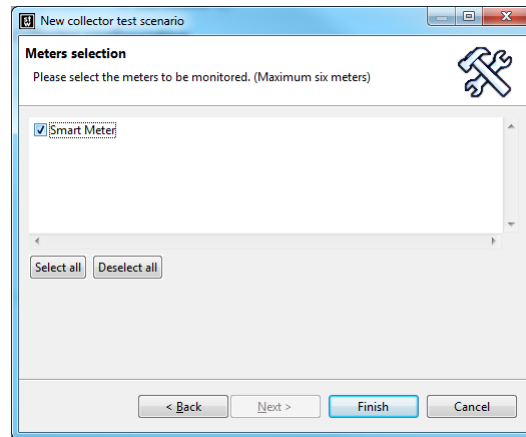 New collector test scenario
Meters selection
Please select the meters to be monitored. (Maximum six meters)
Smart Meter
Select all Deselect all
< Back Next > Finish Cancel